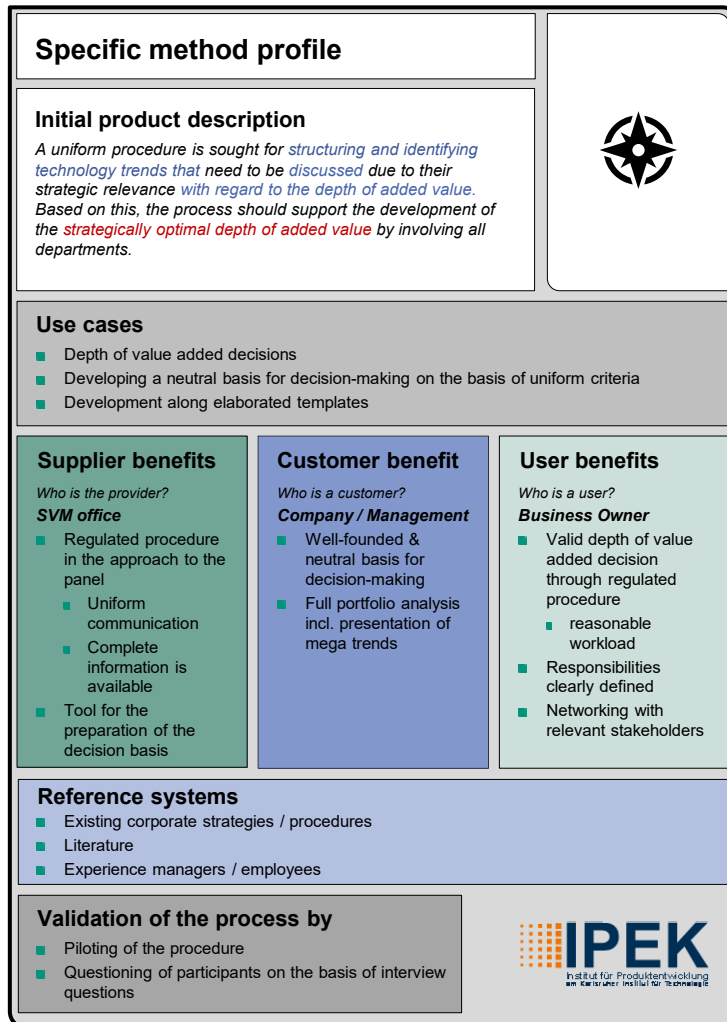 Specific method profile
Initial product description
A uniform procedure is sought for structuring and identifying
technology trends that need to be discussed due to their
strategic relevance with regard to the depth of added value.
Based on this, the process should support the development of
the strategically optimal depth of added value by involving all
departments.
Use cases
Depth of value added decisions
Developing a neutral basis for decision-making on the basis of uniform criteria
Development along elaborated templates
Supplier benefits
Who is the provider?
SVM office
Regulated procedure
in the approach to the
panel
Uniform
communication
Complete
information is
available
Tool for the
preparation of the
decision basis
Customer benefit
Who is a customer?
Company / Management
Well-founded &
neutral basis for
decision-making
Full portfolio analysis
incl. presentation of
mega trends
User benefits
Who is a user?
Business Owner
Valid depth of value
added decision
through regulated
procedure
reasonable
workload
Responsibilities
clearly defined
Networking with
relevant stakeholders
Reference systems
Existing corporate strategies / procedures
Literature
Experience managers / employees
Validation of the process by
Piloting of the procedure
Questioning of participants on the basis of interview
questions
IPEK
Institut für Produktentwicklung
am Karlsruher Institut für Technologie